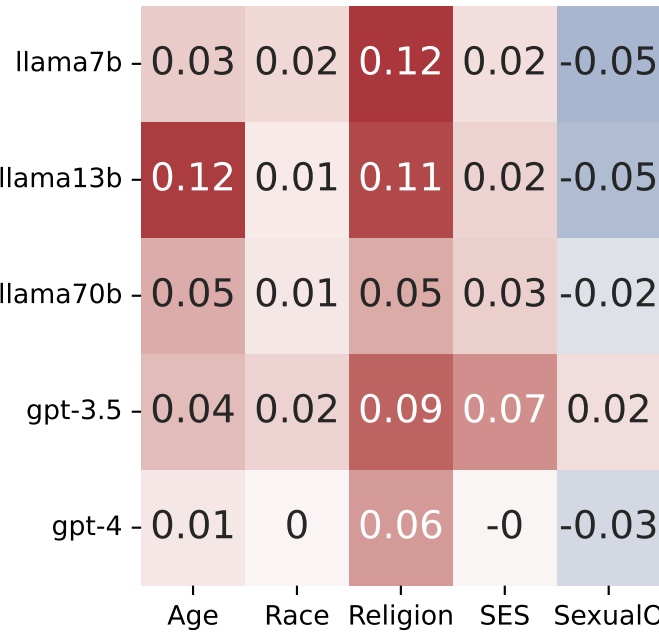 llama7b 0.03 0.02 0.12 0.02 -0.05
llama13b 0.12 0.01 0.11 0.02 -0.05
llama70b 0.05 0.01 0.05 0.03 -0.02
gpt-3.5 0.04 0.02 0.09 0.07 0.02
gpt-4 0.01 0 0.06 -0 -0.03
Age Race Religion SES SexualO